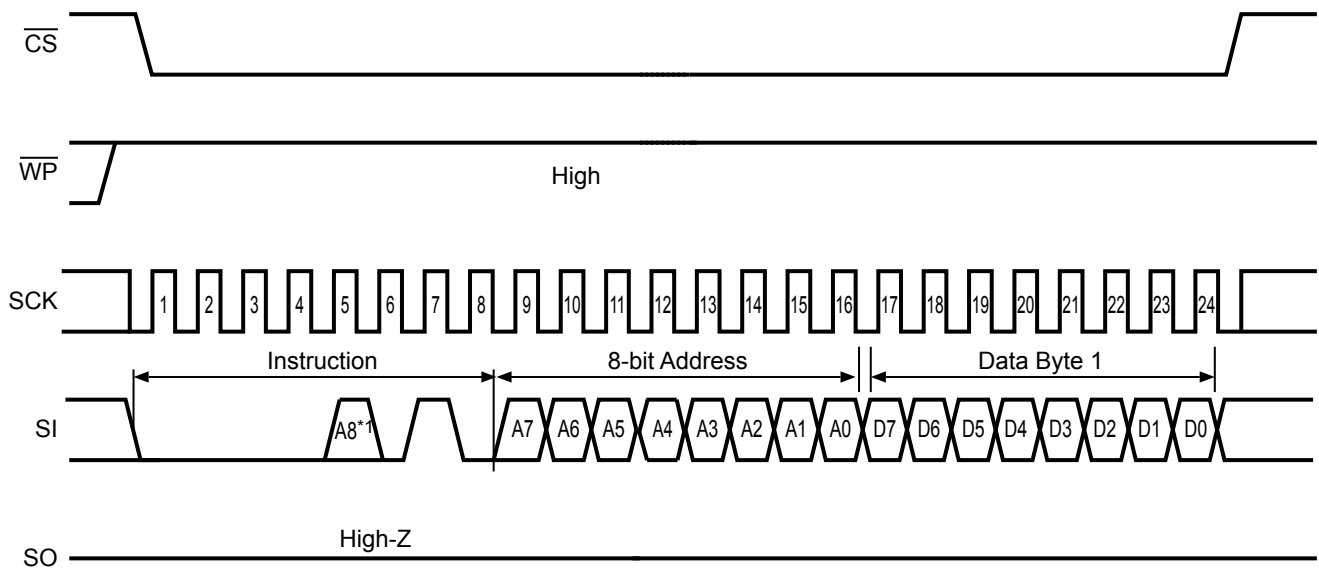 CS
WP
High
SCK
1 2 3 4 5 6 7 8 9 10 11 12 13 14 15 16 17 18 19 20 21 22 23 24
Instruction 8-bit Address Data Byte 1
SI
A8*1 A7 A6 A5 A4 A3 A2 A1 A0 D7 D6 D5 D4 D3 D2 D1 D0
High-Z
SO